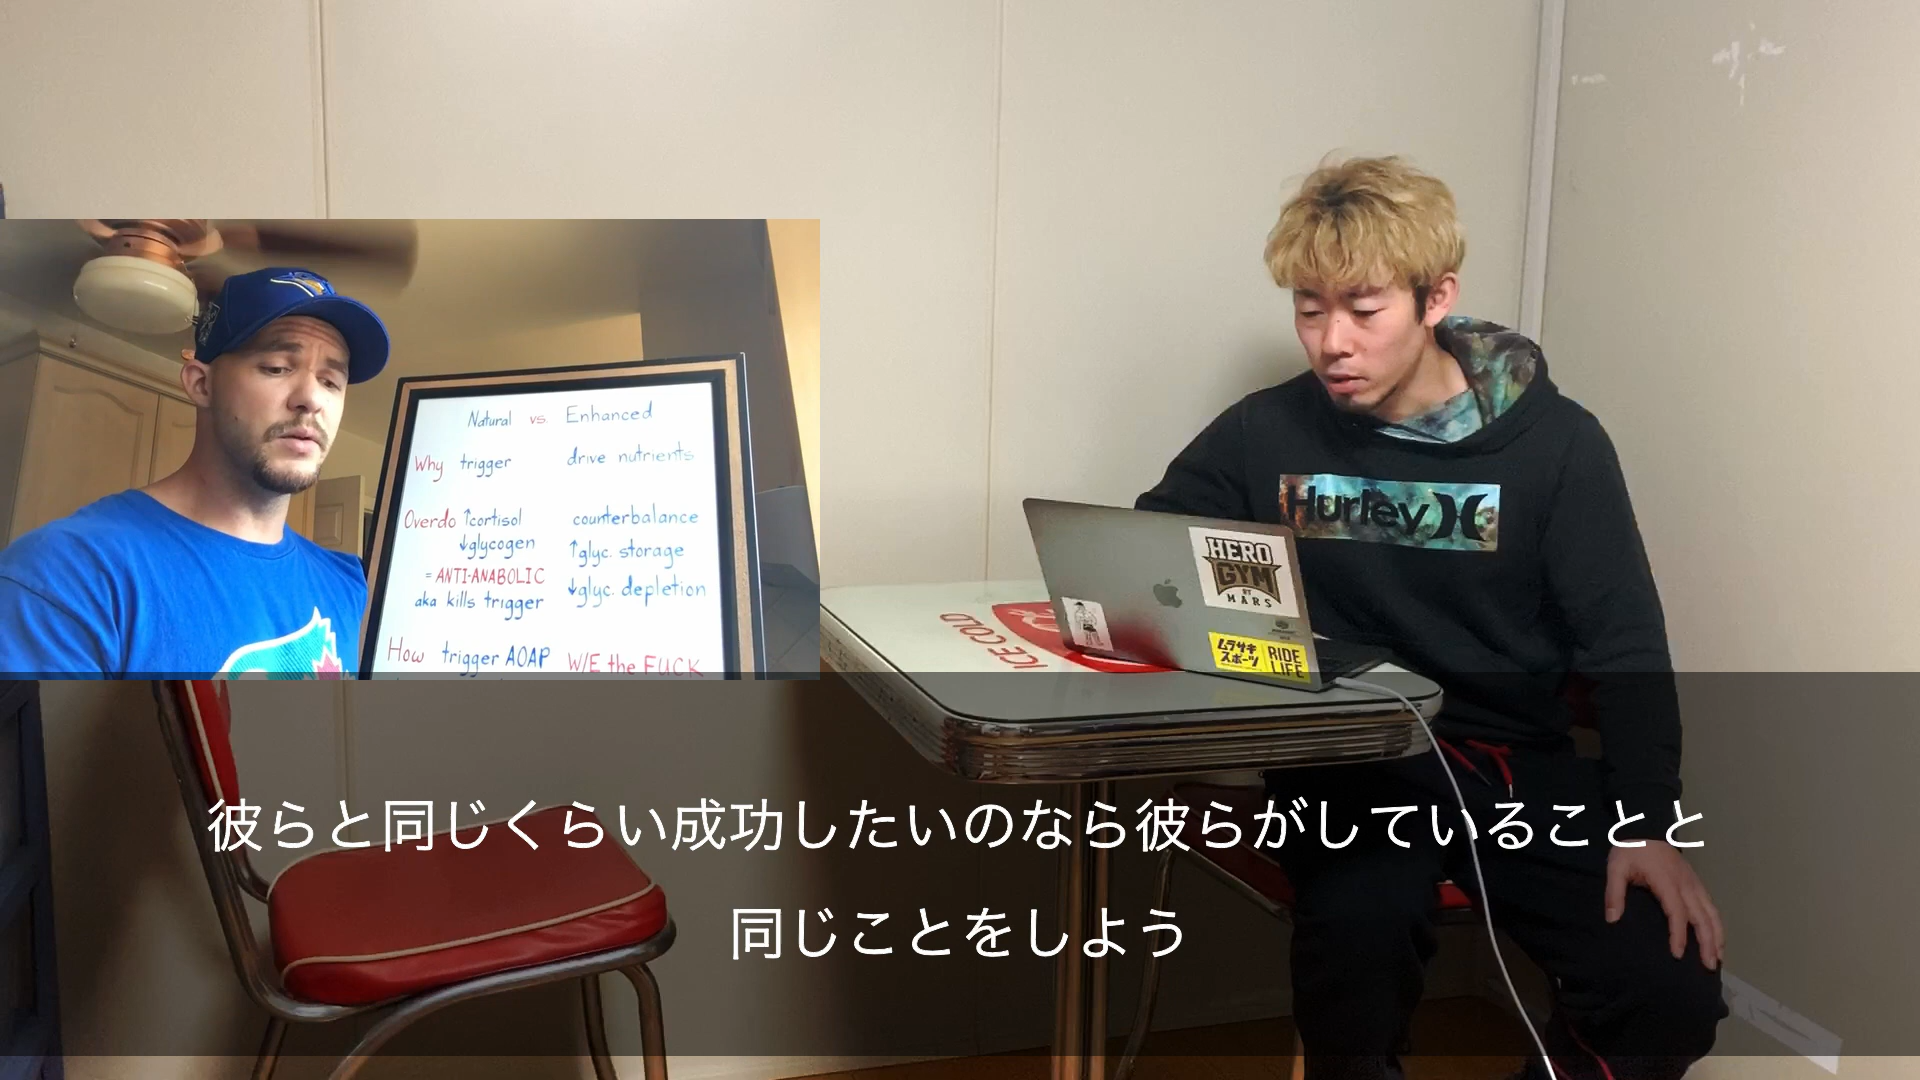 Natural vs. Enhanced
Why trigger drive nutrients
Overdo ↑cortisol counterbalance
↓glycogen ↑glyc. storage
= ANTI-ANABOLIC ↓glyc. depletion
aka kills trigger
How trigger AOAP W/E the FUCK
Hurley
HERO
GYM
BY
MARS
ムラサキ
スポーツ
RIDE
LIFE
ICE COLD
彼らと同じくらい成功したいのなら彼らがしていることと
同じことをしよう